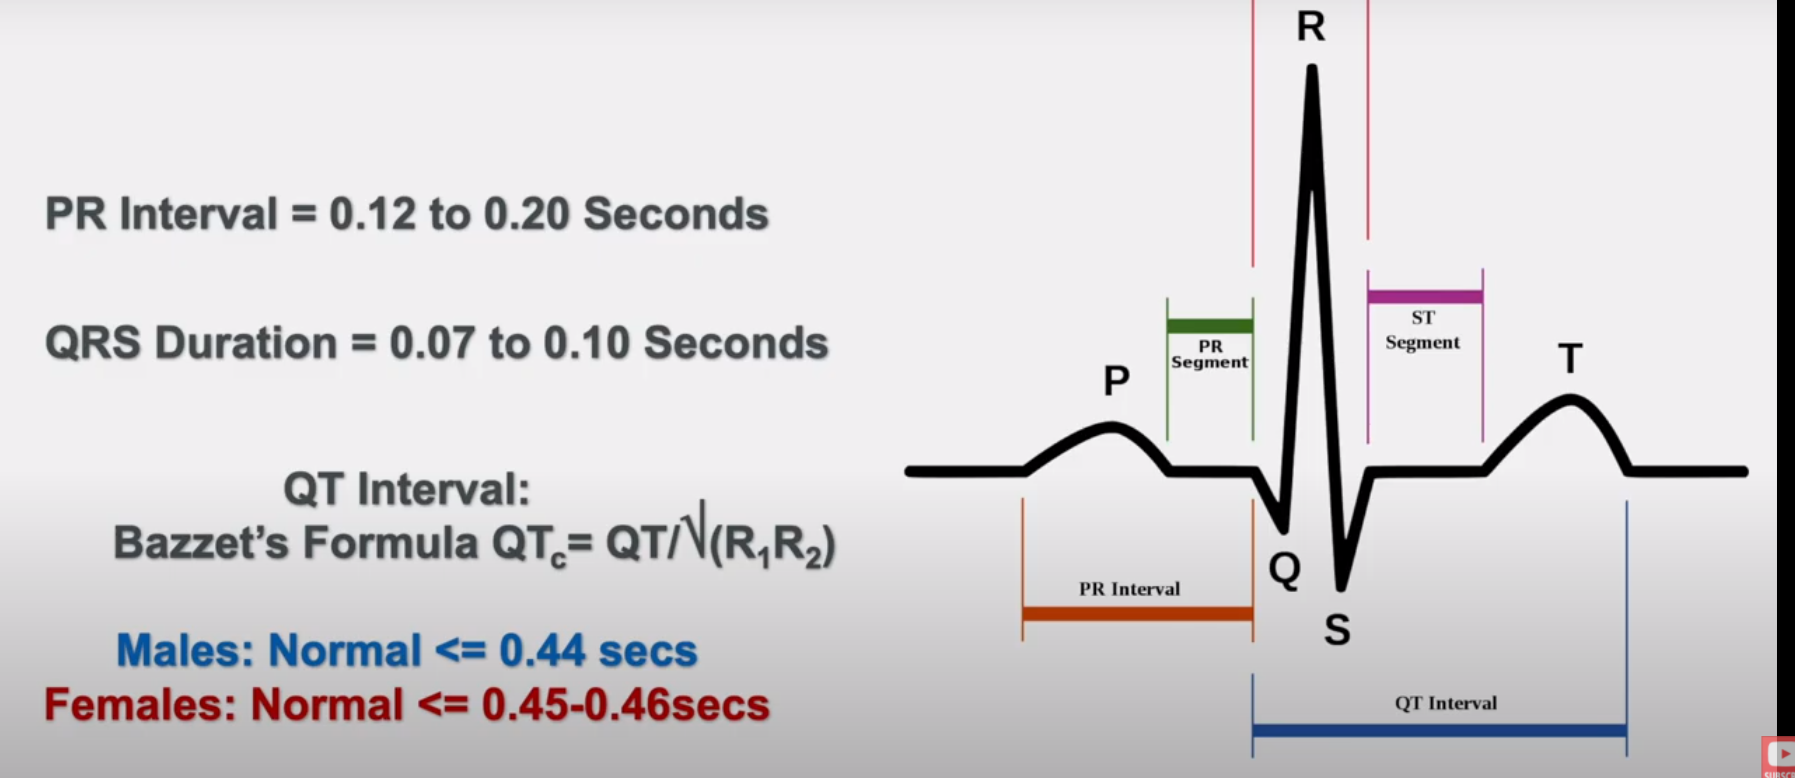 PR Interval = 0.12 to 0.20 Seconds
QRS Duration = 0.07 to 0.10 Seconds
QT Interval:
Bazzet’s Formula QTc= QT/√(R₁R₂)
Males: Normal <= 0.44 secs
Females: Normal <= 0.45-0.46secs
R
PR
Segment
ST
Segment
P
T
Q
S
PR Interval
QT Interval